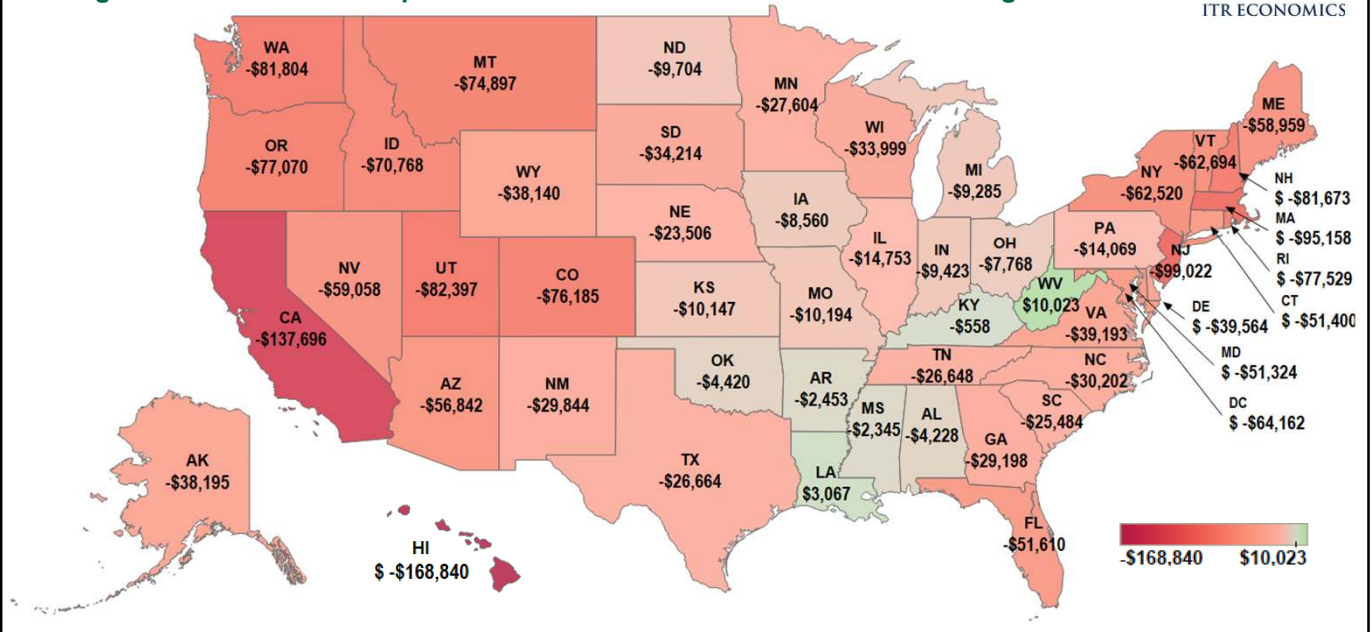 ITR ECONOMICS
WA
-$81,804
MT
-$74,897
ND
-$9,704
MN
-$27,604
OR
-$77,070
ID
-$70,768
WY
-$38,140
SD
-$34,214
WI
-$33,999
MI
-$9,285
NY
-$62,520
VT
-$62,694
ME
-$58,959
NH
$ -$81,673
MA
$ -$95,158
RI
$ -$77,529
CT
$ -$51,400
NV
-$59,058
UT
-$82,397
CO
-$76,185
NE
-$23,506
IA
-$8,560
IL
-$14,753
IN
-$9,423
OH
-$7,768
PA
-$14,069
NJ
-$99,022
DE
$ -$39,564
MD
$ -$51,324
DC
$ -$64,162
CA
-$137,696
KS
-$10,147
MO
-$10,194
KY
-$558
WV
$10,023
VA
-$39,193
AZ
-$56,842
NM
-$29,844
OK
-$4,420
AR
-$2,453
TN
-$26,648
NC
-$30,202
SC
-$25,484
MS
-$2,345
AL
-$4,228
GA
-$29,198
TX
-$26,664
LA
$3,067
FL
-$51,610
AK
-$38,195
HI
$ -$168,840
-$168,840 $10,023